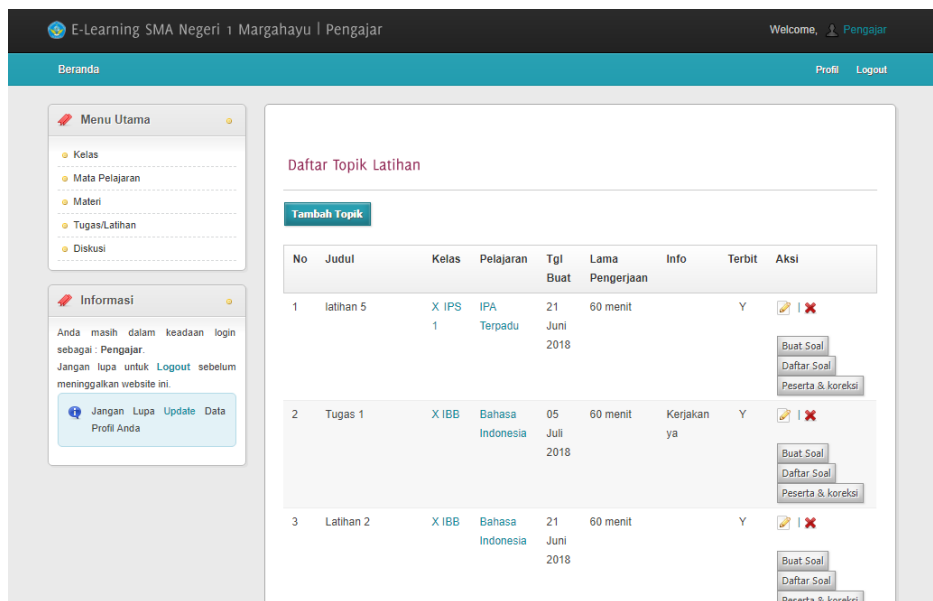 E-Learning SMA Negeri 1 Margahayu | Pengajar
Welcome, Pengajar
Beranda
Profil Logout
Menu Utama
Kelas
Mata Pelajaran
Materi
Tugas/Latihan
Diskusi
Informasi
Anda masih dalam keadaan login
sebagai : Pengajar.
Jangan lupa untuk Logout sebelum
meninggalkan website ini.
Jangan Lupa Update Data
Profil Anda
Daftar Topik Latihan
Tambah Topik
No Judul Kelas Pelajaran Tgl Lama Info Terbit Aksi
Buat Pengerjaan
1 latihan 5 X IPS IPA 21 60 menit Y |
1 Terpadu Juni
2018
Buat Soal
Daftar Soal
Peserta & koreksi
2 Tugas 1 X IBB Bahasa 05 60 menit Kerjakan Y |
Indonesia Juli ya
2018
Buat Soal
Daftar Soal
Peserta & koreksi
3 Latihan 2 X IBB Bahasa 21 60 menit Y |
Indonesia Juni
2018
Buat Soal
Daftar Soal
Peserta & koreksi